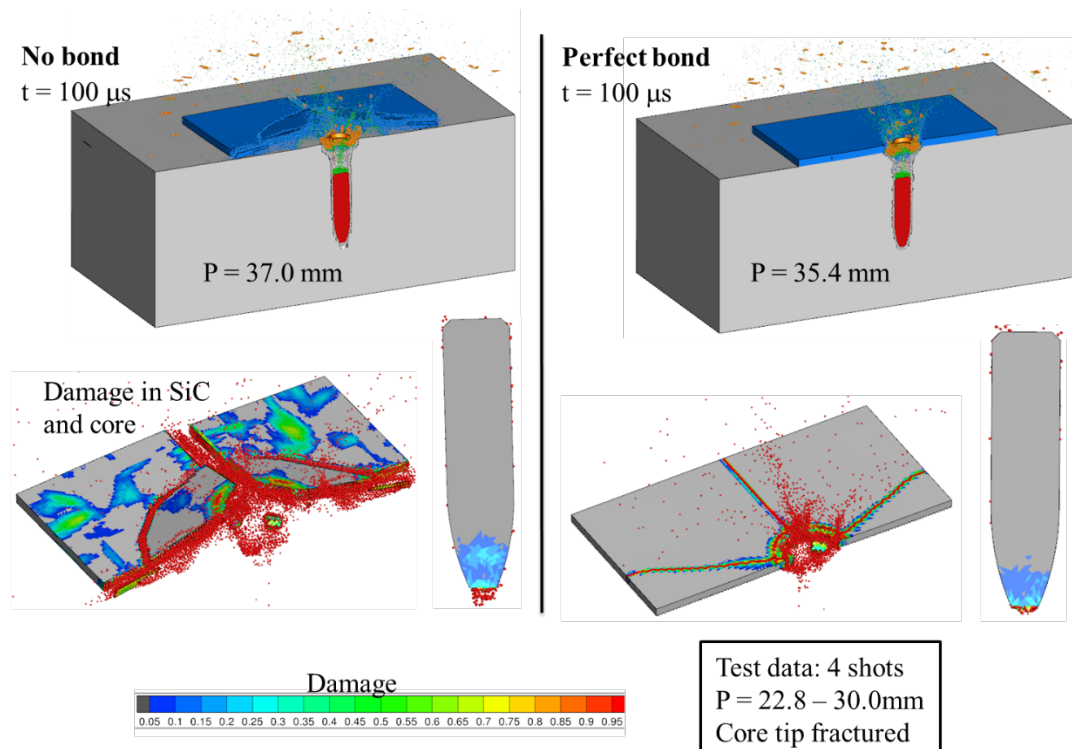 No bond
t = 100 μs
P = 37.0 mm
Perfect bond
t = 100 μs
P = 35.4 mm
Damage in SiC
and core
Damage
0.05 0.1 0.15 0.2 0.25 0.3 0.35 0.4 0.45 0.5 0.55 0.6 0.65 0.7 0.75 0.8 0.85 0.9 0.95
Test data: 4 shots
P = 22.8 – 30.0mm
Core tip fractured